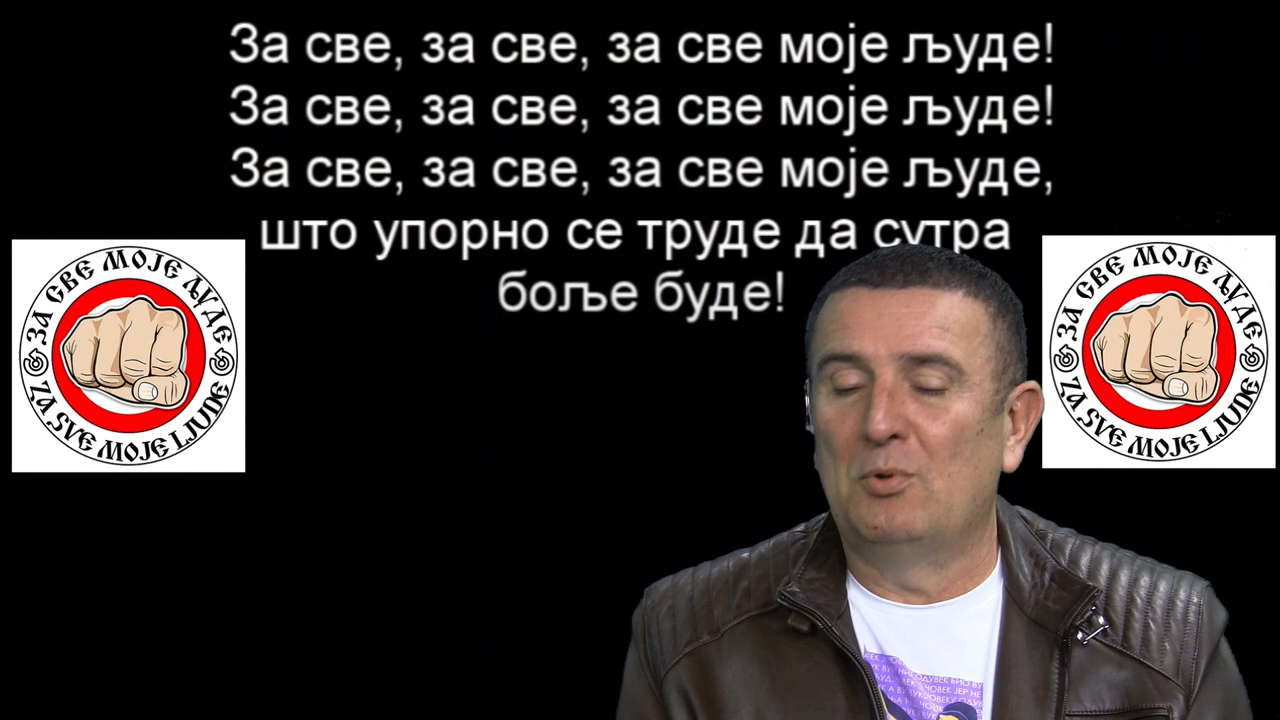 За све, за све, за све моје људе!
За све, за све, за све моје људе!
За све, за све, за све моје људе,
што упорно се труде да сутра
боље буде!
ЗА СВЕ МОЈЕ ЉУДЕ
ZA SVE MOJE LJUDE
ЗА СВЕ МОЈЕ ЉУДЕ
ZA SVE MOJE LJUDE